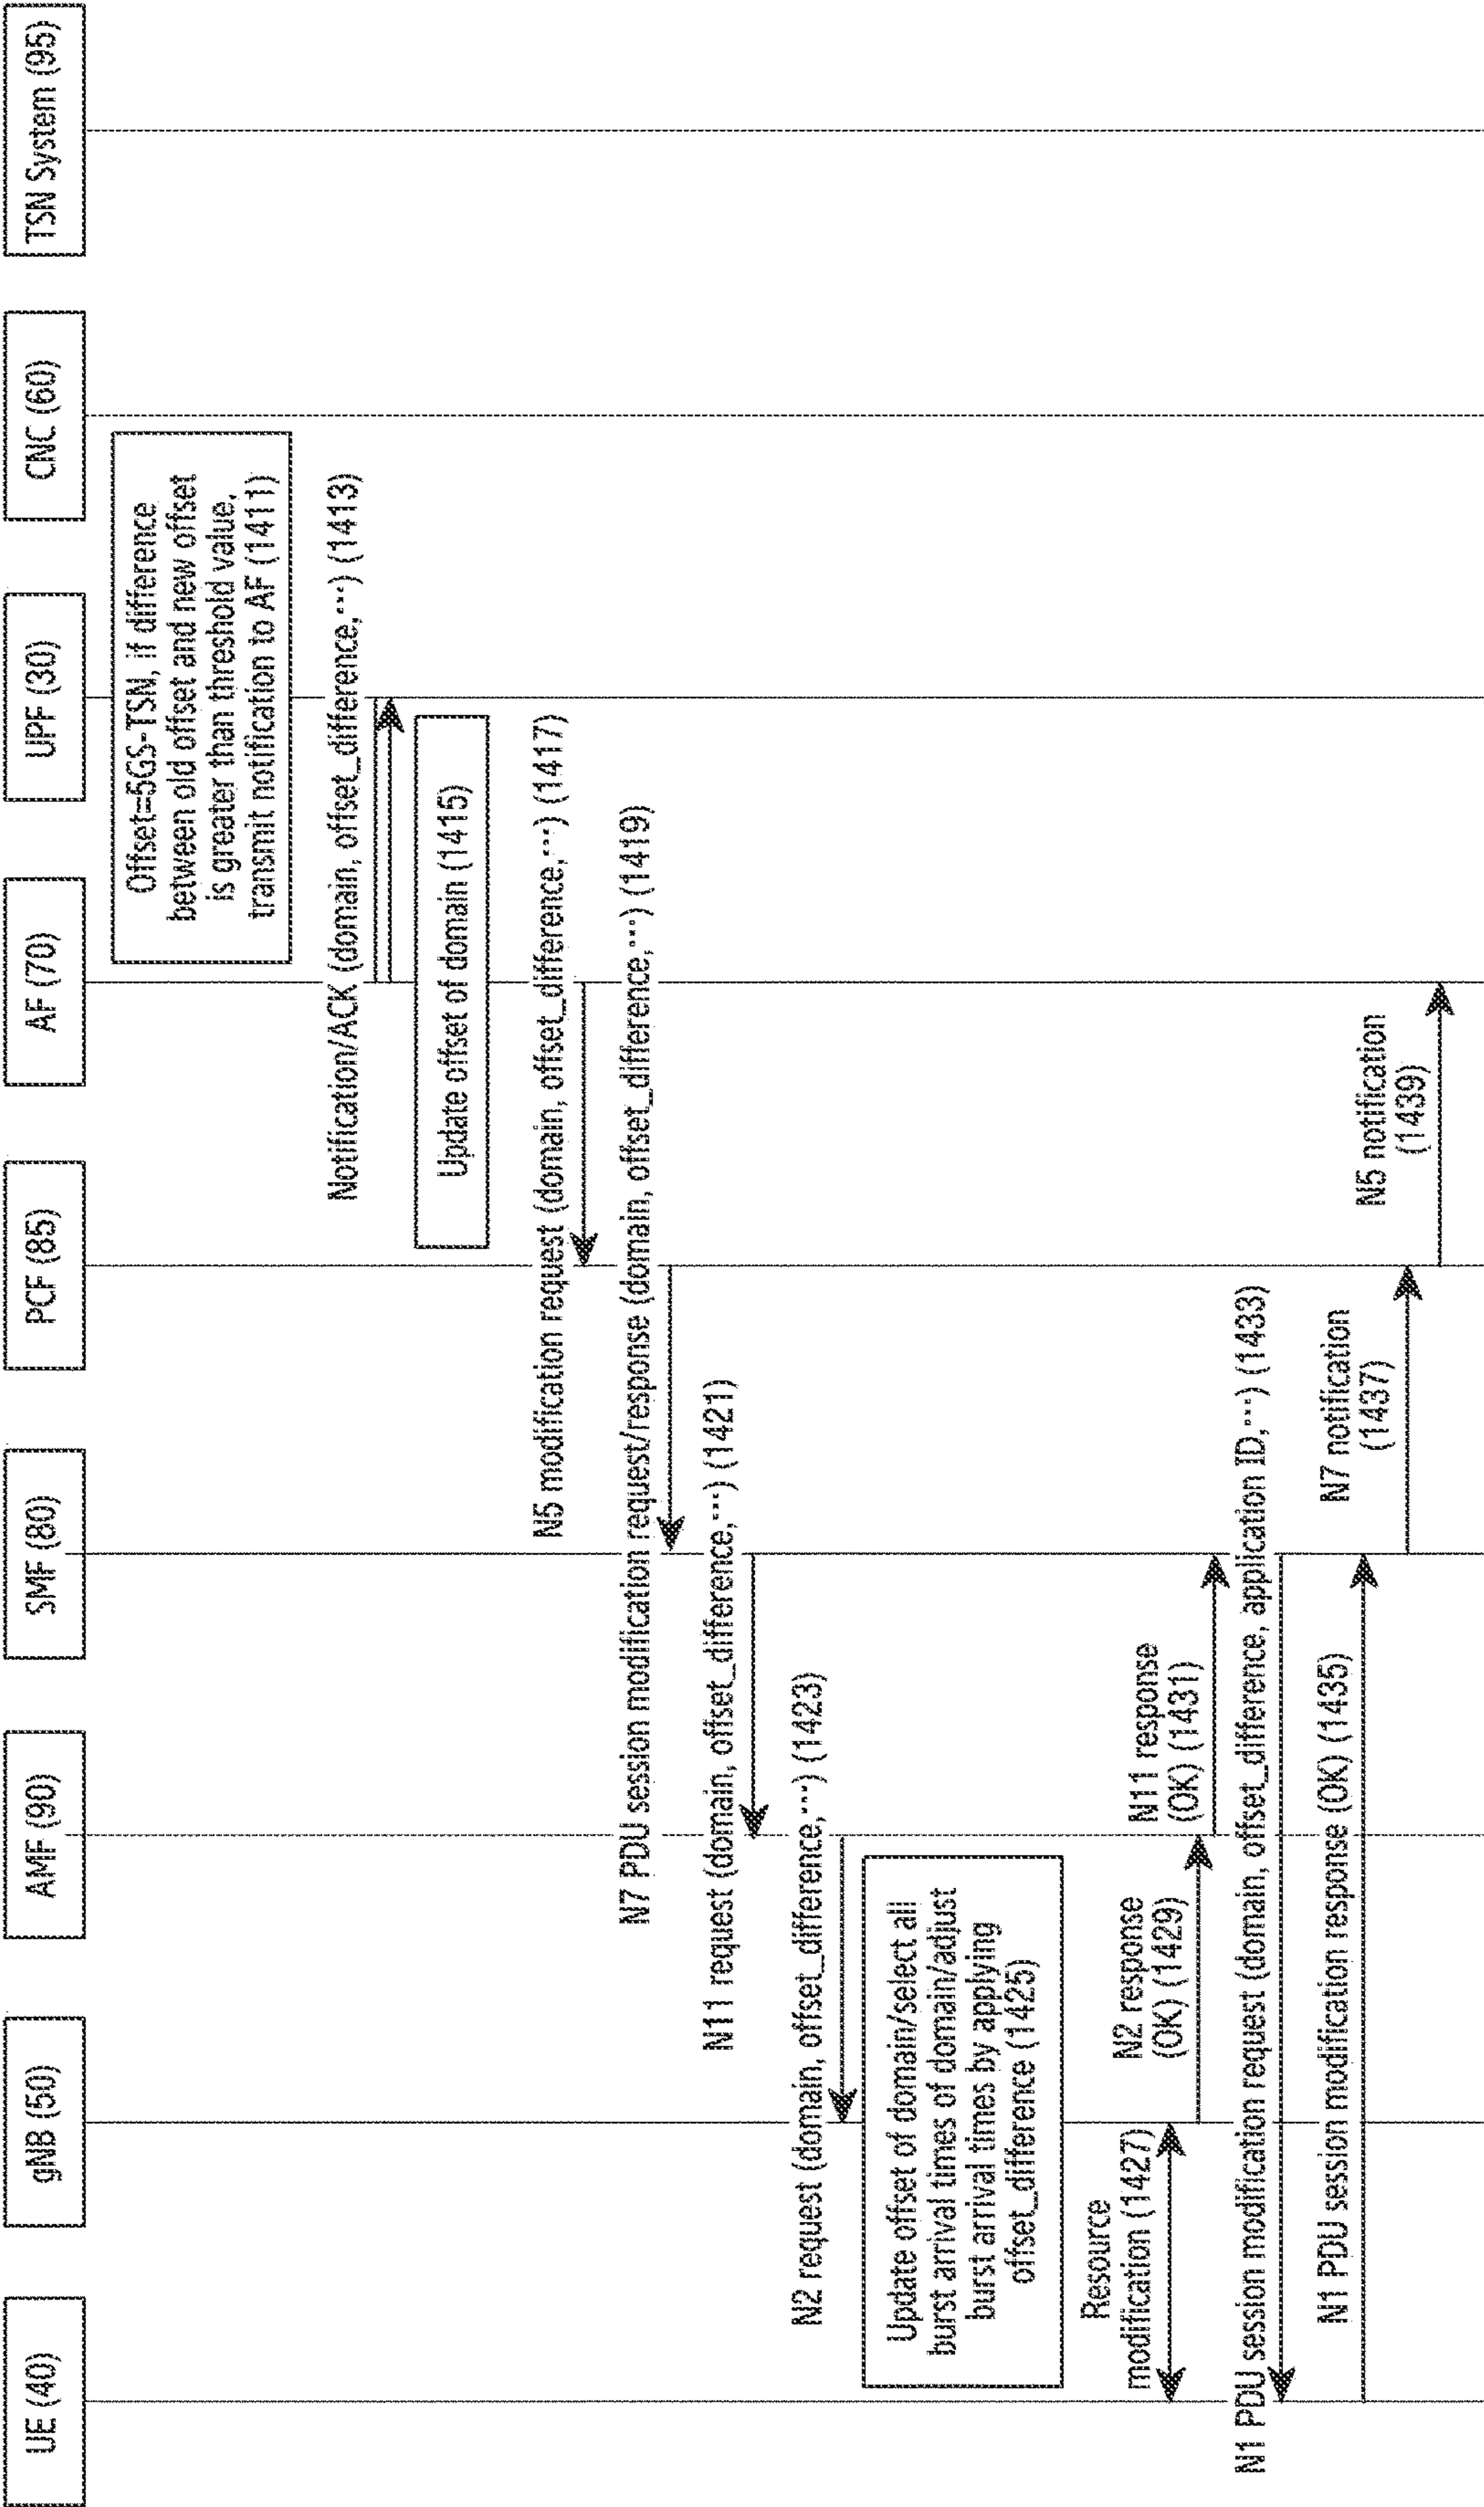 UE (40)
gNB (50)
AMF (90)
SMF (80)
PCF (85)
AF (70)
UPF (30)
CNC (60)
TSN System (95)
Offset=5GS-TSN, if difference
between old offset and new offset
is greater than threshold value,
transmit notification to AF (1411)
Notification/ACK (domain, offset_difference,···) (1413)
Update offset of domain (1415)
N5 modification request (domain, offset_difference,···) (1417)
N7 PDU session modification request/response (domain, offset_difference,···) (1419)
N11 request (domain, offset_difference,···) (1421)
N2 request (domain, offset_difference,···) (1423)
Update offset of domain/select all
burst arrival times of domain/adjust
burst arrival times by applying
offset_difference (1425)
Resource
modification (1427)
N2 response
(OK) (1429)
N11 response
(OK) (1431)
N1 PDU session modification request (domain, offset_difference, application ID,···) (1433)
N1 PDU session modification response (OK) (1435)
N7 notification
(1437)
N5 notification
(1439)